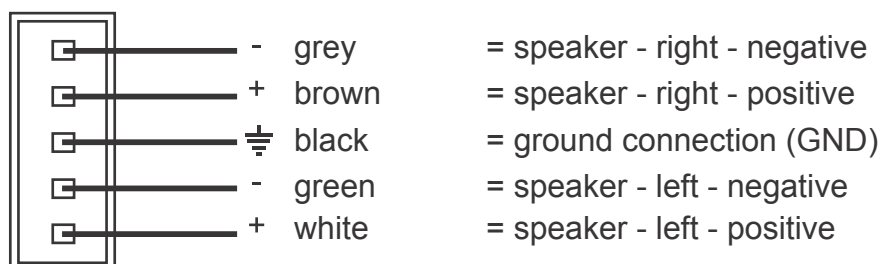 - grey = speaker - right - negative
+ brown = speaker - right - positive
black = ground connection (GND)
- green = speaker - left - negative
+ white = speaker - left - positive